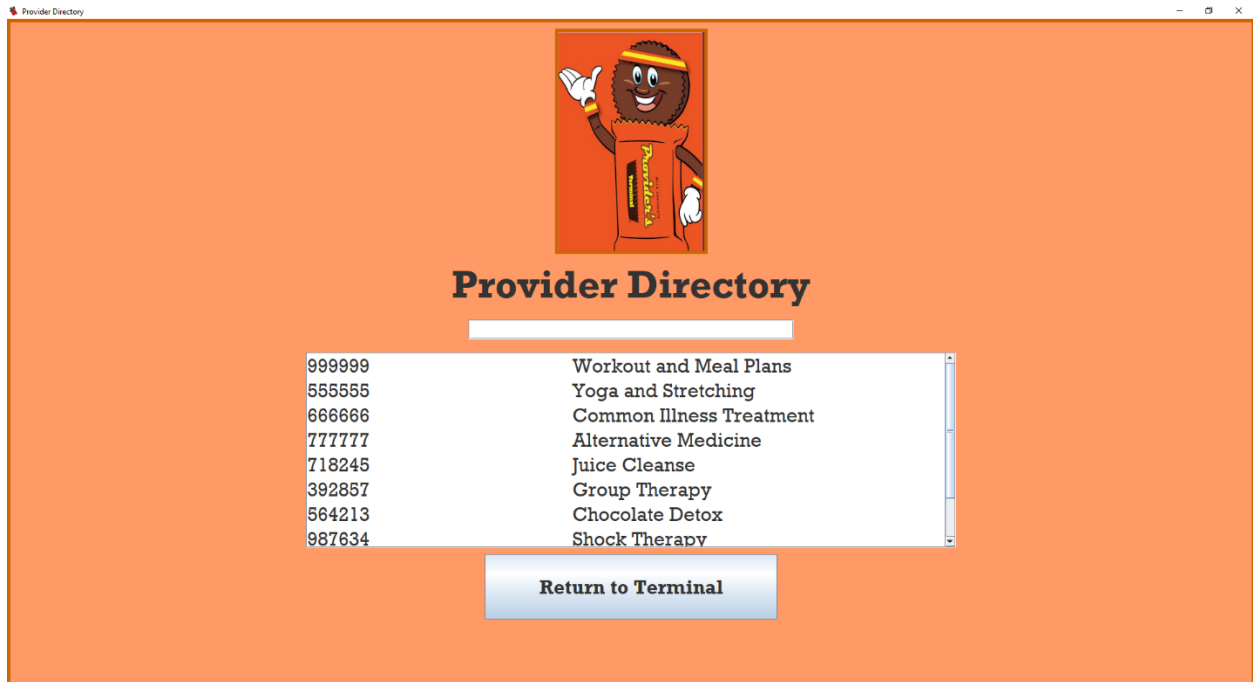 Provider Directory
Provider's
Terminal
Provider Directory
999999 Workout and Meal Plans
555555 Yoga and Stretching
666666 Common Illness Treatment
777777 Alternative Medicine
718245 Juice Cleanse
392857 Group Therapy
564213 Chocolate Detox
987634 Shock Therapy
Return to Terminal